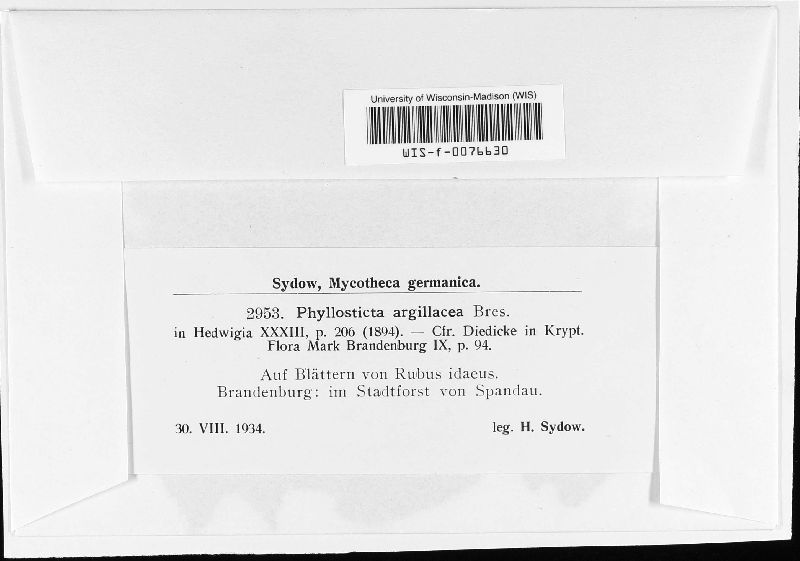 University of Wisconsin-Madison (WIS)
WIS-f-0076630
Sydow, Mycotheca germanica.
2953. Phyllosticta argillacea Bres.
in Hedwigia XXXIII, p. 206 (1894). — Cfr. Diedicke in Krypt.
Flora Mark Brandenburg IX, p. 94.
Auf Blättern von Rubus idaeus.
Brandenburg: im Stadtforst von Spandau.
30. VIII. 1934. leg. H. Sydow.